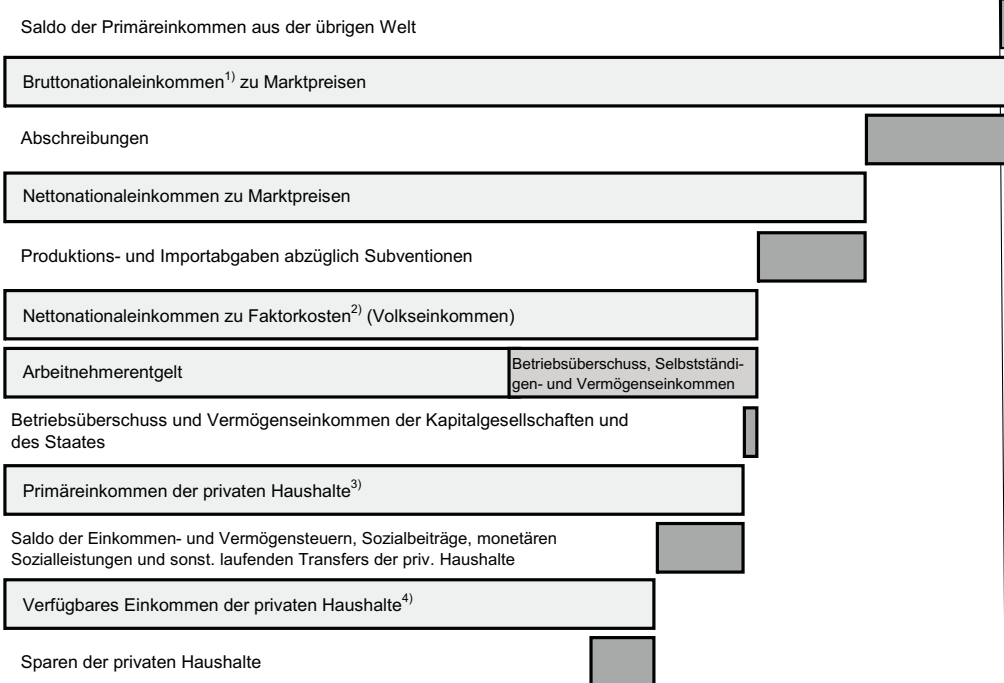 Saldo der Primäreinkommen aus der übrigen Welt
Bruttonationaleinkommen1) zu Marktpreisen
Abschreibungen
Nettonationaleinkommen zu Marktpreisen
Produktions- und Importabgaben abzüglich Subventionen
Nettonationaleinkommen zu Faktorkosten2) (Volkseinkommen)
Arbeitnehmerentgelt
Betriebsüberschuss, Selbstständi-
gen- und Vermögenseinkommen
Betriebsüberschuss und Vermögenseinkommen der Kapitalgesellschaften und
des Staates
Primäreinkommen der privaten Haushalte3)
Saldo der Einkommen- und Vermögensteuern, Sozialbeiträge, monetären
Sozialleistungen und sonst. laufenden Transfers der priv. Haushalte
Verfügbares Einkommen der privaten Haushalte4)
Sparen der privaten Haushalte